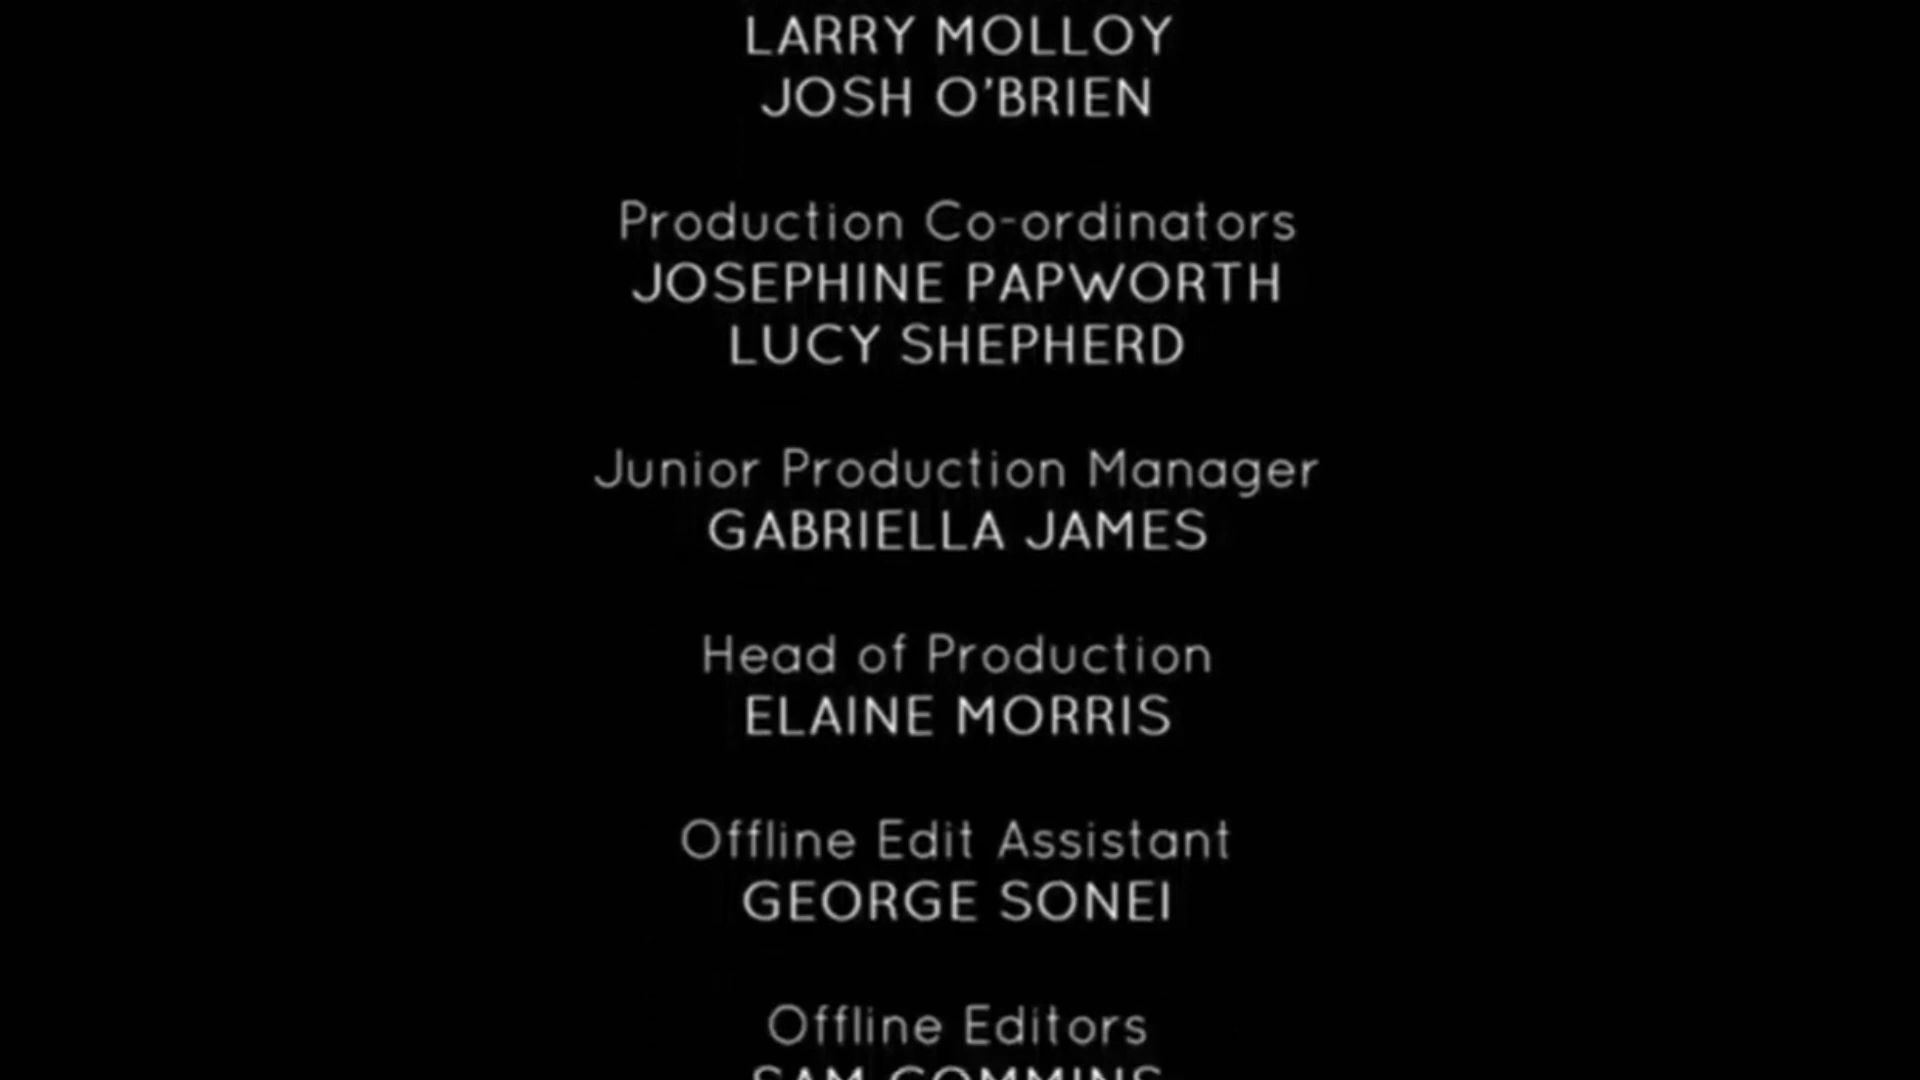 LARRY MOLLOY
JOSH O'BRIEN
Production Co-ordinators
JOSEPHINE PAPWORTH
LUCY SHEPHERD
Junior Production Manager
GABRIELLA JAMES
Head of Production
ELAINE MORRIS
Offline Edit Assistant
GEORGE SONEI
Offline Editors
SAM